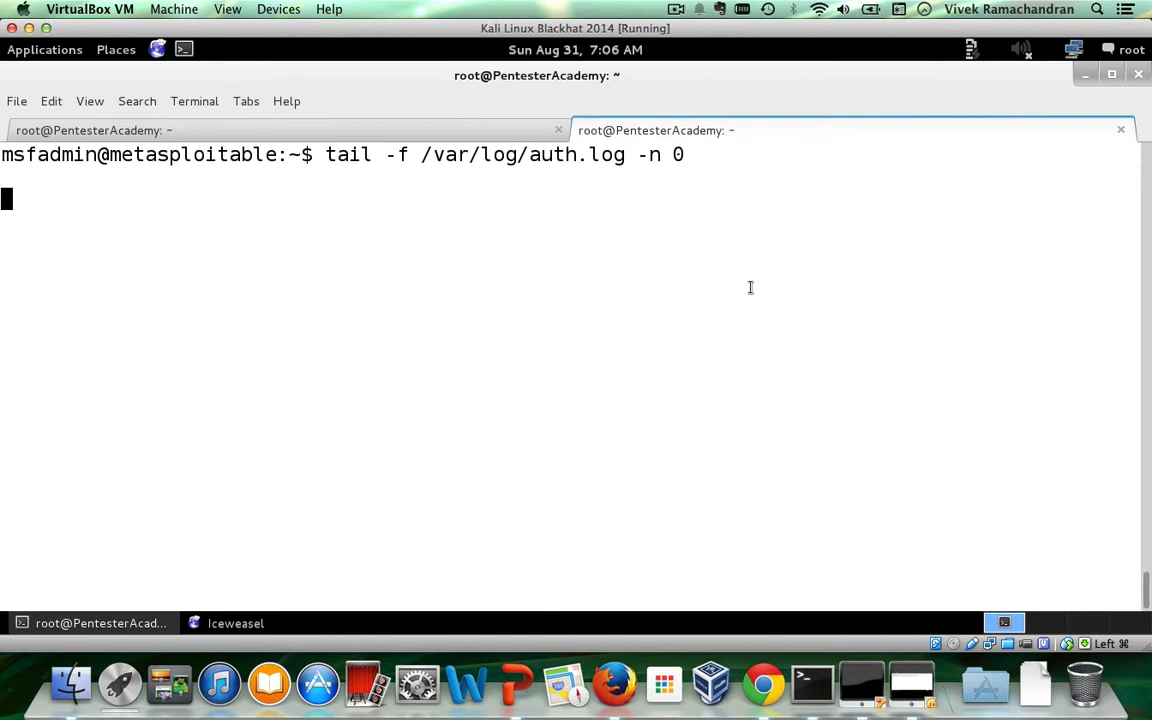 VirtualBox VM Machine View Devices Help Vivek Ramachandran
Kali Linux Blackhat 2014 [Running]
Applications Places Sun Aug 31, 7:06 AM root
root@PentesterAcademy: ~
File Edit View Search Terminal Tabs Help
root@PentesterAcademy: ~ root@PentesterAcademy: ~
msfadmin@metasploitable:~$ tail -f /var/log/auth.log -n 0
root@PentesterAcad... Iceweasel
Left ⌘